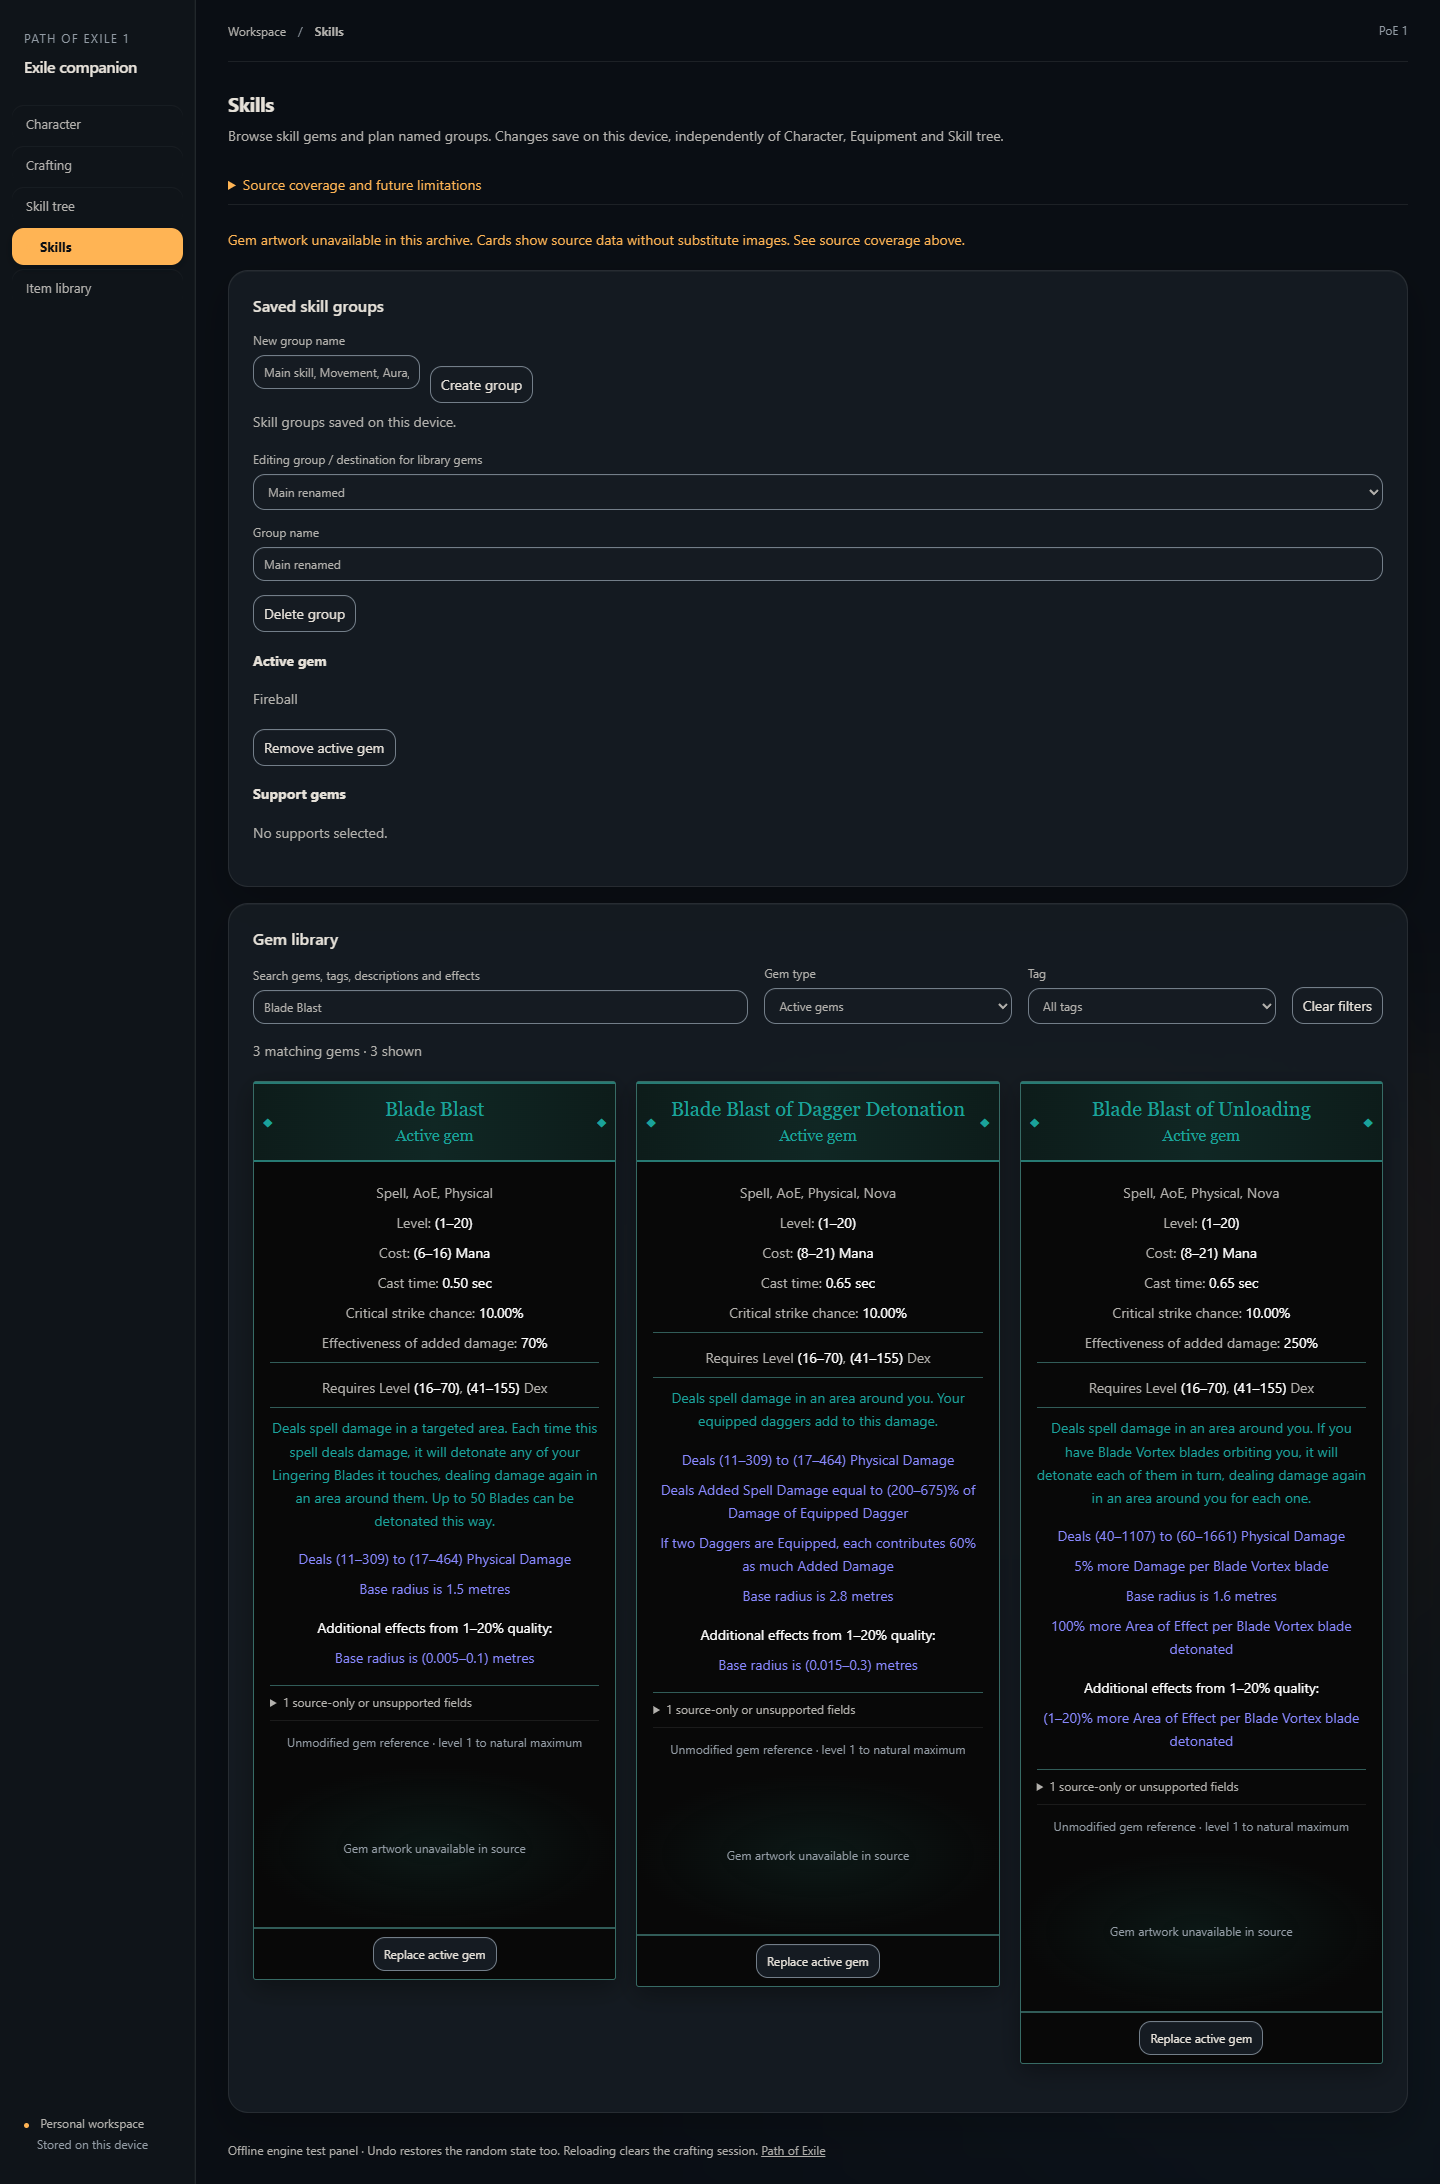 PATH OF EXILE 1
Exile companion
Character
Crafting
Skill tree
Skills
Item library
Personal workspace
Stored on this device
Workspace / Skills
PoE 1
Skills
Browse skill gems and plan named groups. Changes save on this device, independently of Character, Equipment and Skill tree.
Source coverage and future limitations
Gem artwork unavailable in this archive. Cards show source data without substitute images. See source coverage above.
Saved skill groups
New group name
Main skill, Movement, Aura,
Create group
Skill groups saved on this device.
Editing group / destination for library gems
Main renamed
Group name
Main renamed
Delete group
Active gem
Fireball
Remove active gem
Support gems
No supports selected.
Gem library
Search gems, tags, descriptions and effects
Blade Blast
Gem type
Active gems
Tag
All tags
Clear filters
3 matching gems · 3 shown
Blade Blast
Active gem
Spell, AoE, Physical
Level: (1–20)
Cost: (6–16) Mana
Cast time: 0.50 sec
Critical strike chance: 10.00%
Effectiveness of added damage: 70%
Requires Level (16–70), (41–155) Dex
Deals spell damage in a targeted area. Each time this
spell deals damage, it will detonate any of your
Lingering Blades it touches, dealing damage again in
an area around them. Up to 50 Blades can be
detonated this way.
Deals (11–309) to (17–464) Physical Damage
Base radius is 1.5 metres
Additional effects from 1–20% quality:
Base radius is (0.005–0.1) metres
1 source-only or unsupported fields
Unmodified gem reference · level 1 to natural maximum
Gem artwork unavailable in source
Replace active gem
Blade Blast of Dagger Detonation
Active gem
Spell, AoE, Physical, Nova
Level: (1–20)
Cost: (8–21) Mana
Cast time: 0.65 sec
Critical strike chance: 10.00%
Requires Level (16–70), (41–155) Dex
Deals spell damage in an area around you. Your
equipped daggers add to this damage.
Deals (11–309) to (17–464) Physical Damage
Deals Added Spell Damage equal to (200–675)% of
Damage of Equipped Dagger
If two Daggers are Equipped, each contributes 60%
as much Added Damage
Base radius is 2.8 metres
Additional effects from 1–20% quality:
Base radius is (0.015–0.3) metres
1 source-only or unsupported fields
Unmodified gem reference · level 1 to natural maximum
Gem artwork unavailable in source
Replace active gem
Blade Blast of Unloading
Active gem
Spell, AoE, Physical, Nova
Level: (1–20)
Cost: (8–21) Mana
Cast time: 0.65 sec
Critical strike chance: 10.00%
Effectiveness of added damage: 250%
Requires Level (16–70), (41–155) Dex
Deals spell damage in an area around you. If you
have Blade Vortex blades orbiting you, it will
detonate each of them in turn, dealing damage again
in an area around you for each one.
Deals (40–1107) to (60–1661) Physical Damage
5% more Damage per Blade Vortex blade
Base radius is 1.6 metres
100% more Area of Effect per Blade Vortex blade
detonated
Additional effects from 1–20% quality:
(1–20)% more Area of Effect per Blade Vortex blade
detonated
1 source-only or unsupported fields
Unmodified gem reference · level 1 to natural maximum
Gem artwork unavailable in source
Replace active gem
Offline engine test panel · Undo restores the random state too. Reloading clears the crafting session. Path of Exile